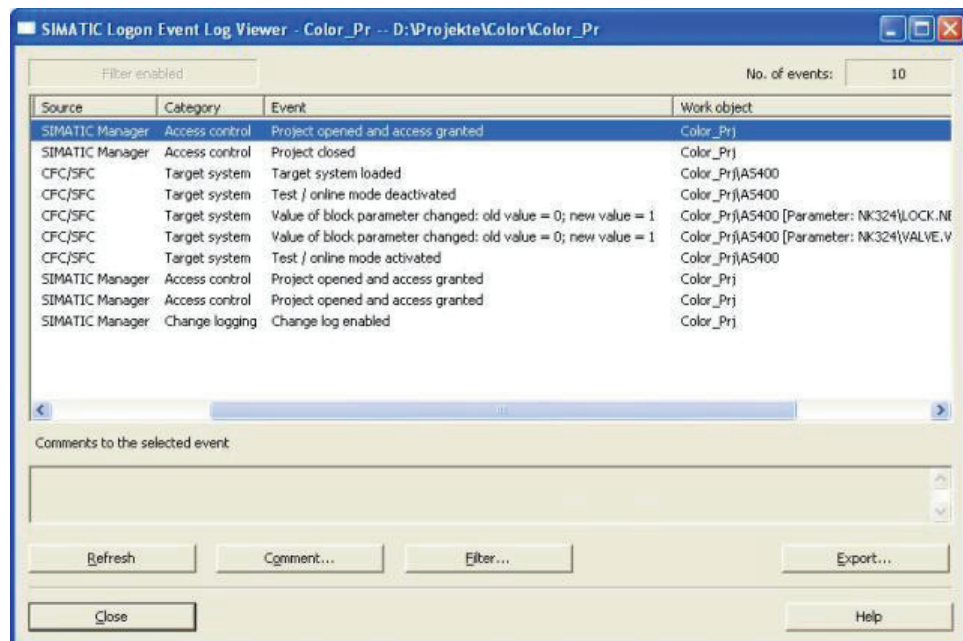 SIMATIC Logon Event Log Viewer - Color_Pr -- D:\Projekte\Color\Color_Pr
Filter enabled No. of events: 10
Source Category Event Work object
SIMATIC Manager Access control Project opened and access granted Color_Prj
SIMATIC Manager Access control Project closed Color_Prj
CFC/SFC Target system Target system loaded Color_Prj\AS400
CFC/SFC Target system Test / online mode deactivated Color_Prj\AS400
CFC/SFC Target system Value of block parameter changed: old value = 0; new value = 1 Color_Prj\AS400 [Parameter: NK324\LOCK.NE
CFC/SFC Target system Value of block parameter changed: old value = 0; new value = 1 Color_Prj\AS400 [Parameter: NK324\VALVE.V
CFC/SFC Target system Test / online mode activated Color_Prj\AS400
SIMATIC Manager Access control Project opened and access granted Color_Prj
SIMATIC Manager Access control Project opened and access granted Color_Prj
SIMATIC Manager Change logging Change log enabled Color_Prj
Comments to the selected event
Refresh Comment... Filter... Export...
Close Help